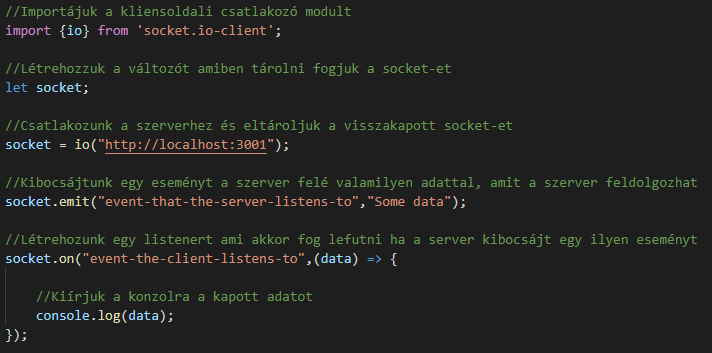 //Importájuk a kliensoldali csatlakozó modult
import {io} from 'socket.io-client';
//Létrehozzuk a változót amiben tárolni fogjuk a socket-et
let socket;
//Csatlakozunk a szerverhez és eltároljuk a visszakapott socket-et
socket = io("http://localhost:3001");
//Kibocsájtunk egy eseményt a szerver felé valamilyen adattal, amit a szerver feldolgozhat
socket.emit("event-that-the-server-listens-to","Some data");
//Létrehozunk egy listenert ami akkor fog lefutni ha a server kibocsájt egy ilyen eseményt
socket.on("event-the-client-listens-to",(data) => {
//Kiírjuk a konzolra a kapott adatot
console.log(data);
});